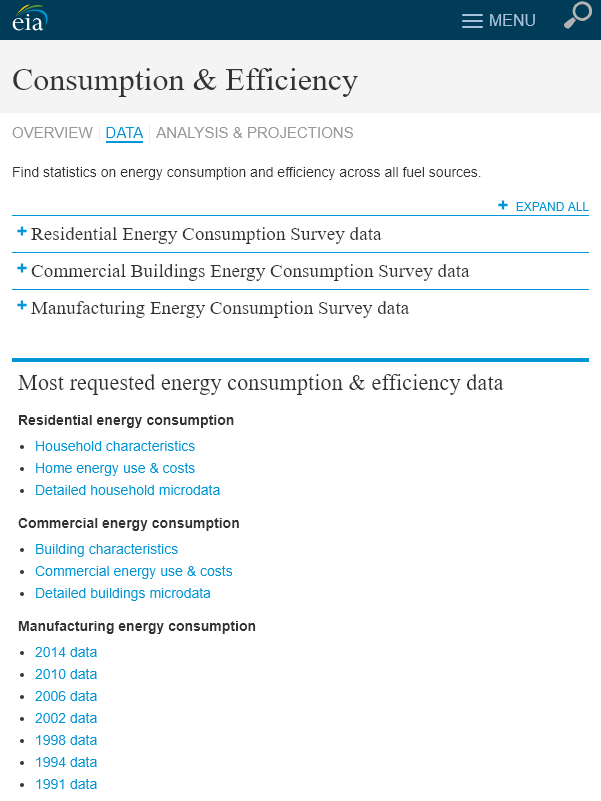 eia
MENU
Consumption & Efficiency
OVERVIEW DATA ANALYSIS & PROJECTIONS
Find statistics on energy consumption and efficiency across all fuel sources.
+ EXPAND ALL
+ Residential Energy Consumption Survey data
+ Commercial Buildings Energy Consumption Survey data
+ Manufacturing Energy Consumption Survey data
Most requested energy consumption & efficiency data
Residential energy consumption
• Household characteristics
• Home energy use & costs
• Detailed household microdata
Commercial energy consumption
• Building characteristics
• Commercial energy use & costs
• Detailed buildings microdata
Manufacturing energy consumption
• 2014 data
• 2010 data
• 2006 data
• 2002 data
• 1998 data
• 1994 data
• 1991 data